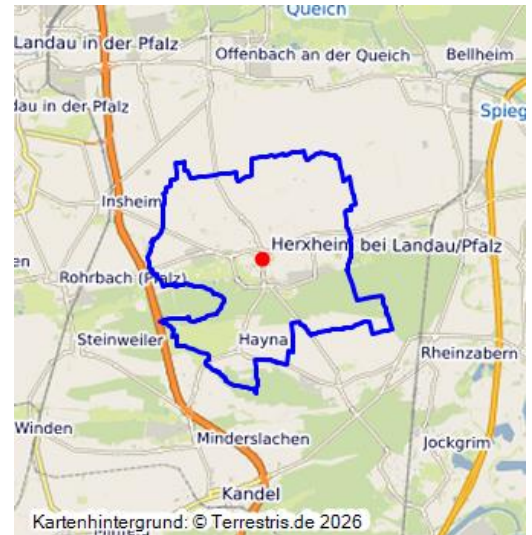 Queich
Landau in der Pfalz
Offenbach an der Queich
Bellheim
dau in der Pfalz
Spieg
Insheim
Herxheim bei Landau/Pfalz
en
Rohrbach (Pfalz)
Steinweiler
Hayna
Rheinzabern
Winden
Minderslachen
Jockgrim
Kandel
Kartenhintergrund: © Terrestris.de 2026